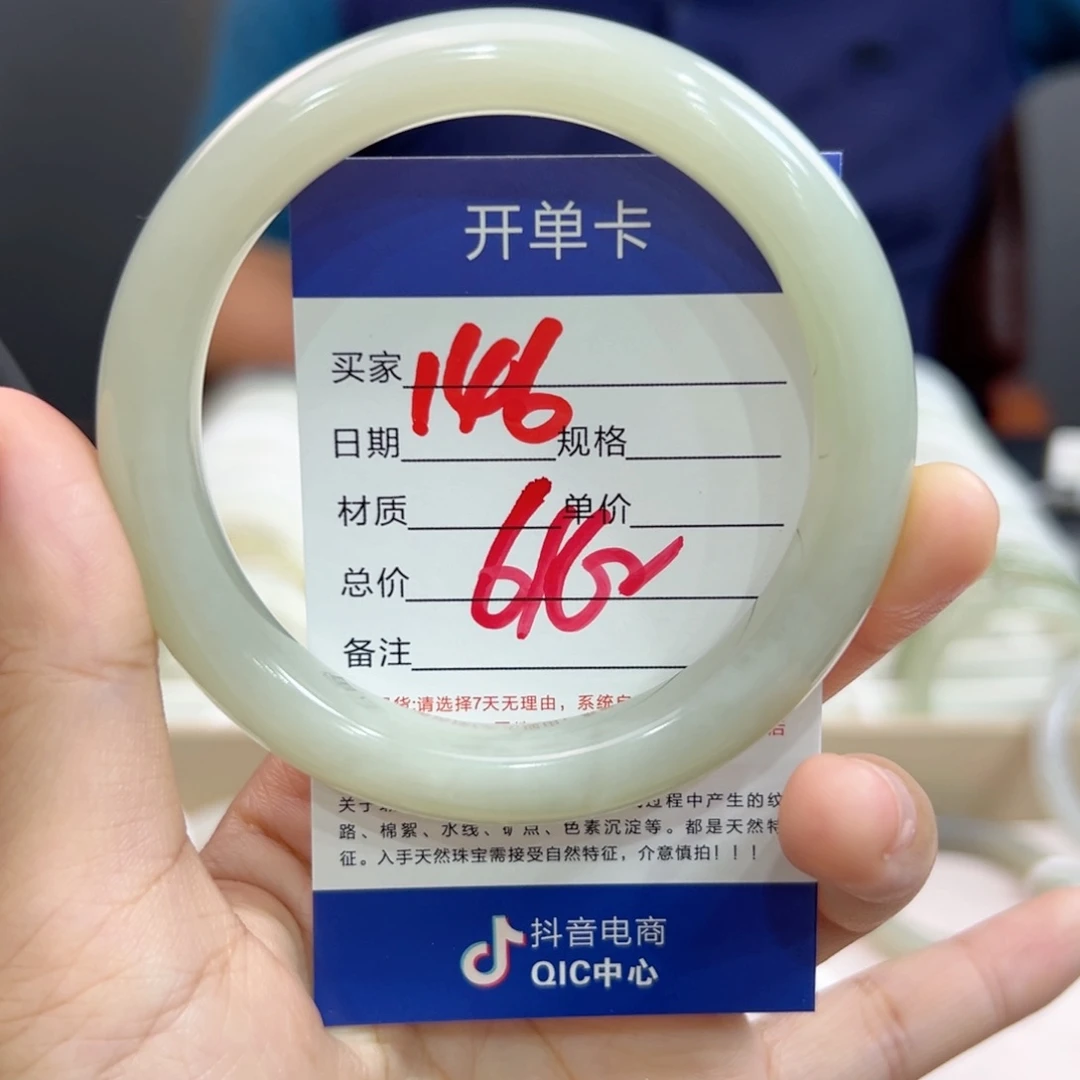 开单卡
买家 146
日期 规格
材质 单价
总价
备注
货:请选择7天无理由，系统
关于
过程中产生的纹
路、棉絮、水线、矿点、色素沉淀等。都是天然特
征。入手天然珠宝需接受自然特征，介意慎拍！！！
抖音电商
QIC中心